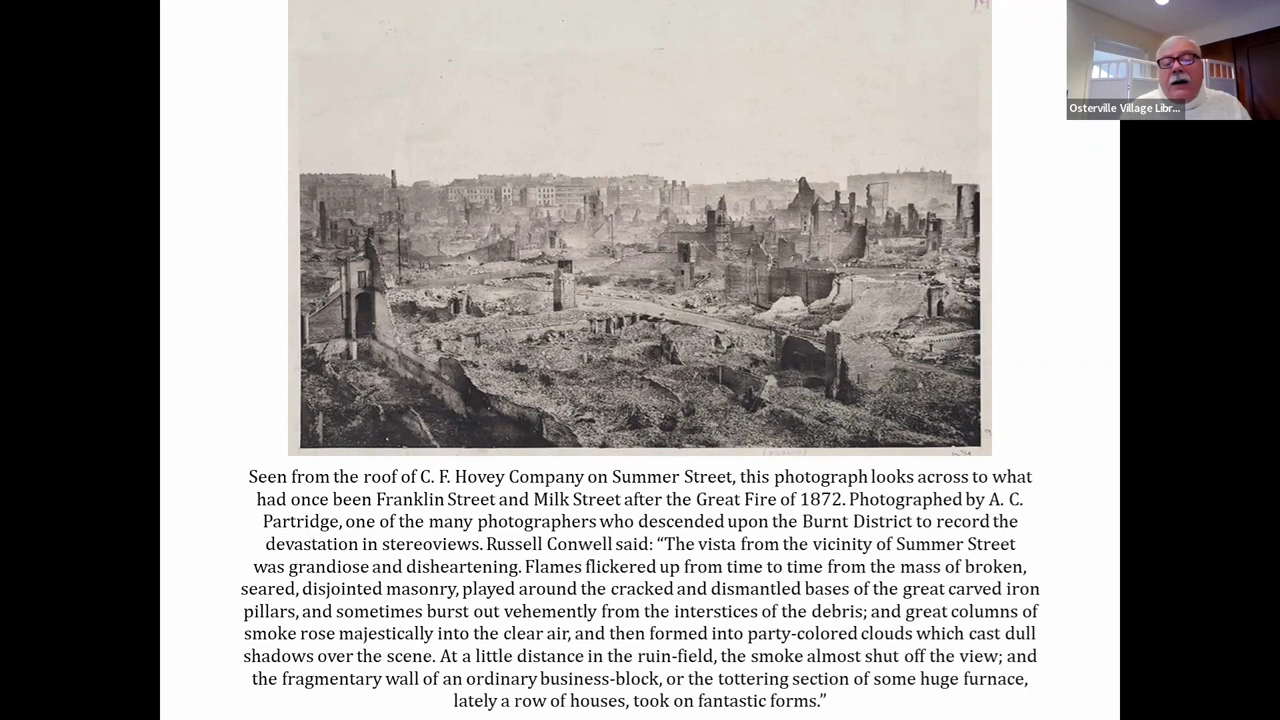 Osterville Village Libr...
Seen from the roof of C. F. Hovey Company on Summer Street, this photograph looks across to what
had once been Franklin Street and Milk Street after the Great Fire of 1872. Photographed by A. C.
Partridge, one of the many photographers who descended upon the Burnt District to record the
devastation in stereoviews. Russell Conwell said: “The vista from the vicinity of Summer Street
was grandiose and disheartening. Flames flickered up from time to time from the mass of broken,
seared, disjointed masonry, played around the cracked and dismantled bases of the great carved iron
pillars, and sometimes burst out vehemently from the interstices of the debris; and great columns of
smoke rose majestically into the clear air, and then formed into party-colored clouds which cast dull
shadows over the scene. At a little distance in the ruin-field, the smoke almost shut off the view; and
the fragmentary wall of an ordinary business-block, or the tottering section of some huge furnace,
lately a row of houses, took on fantastic forms.”